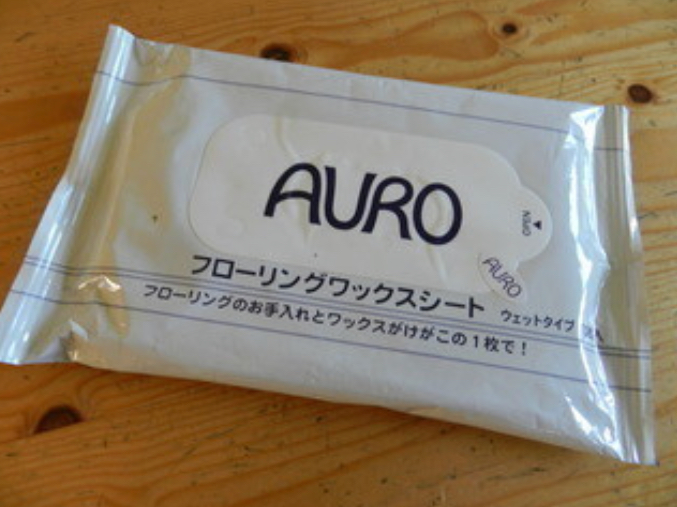 AURO
OPEN
AURO
フローリングワックスシート ウェットタイプ
フローリングのお手入れとワックスがけがこの1枚で!